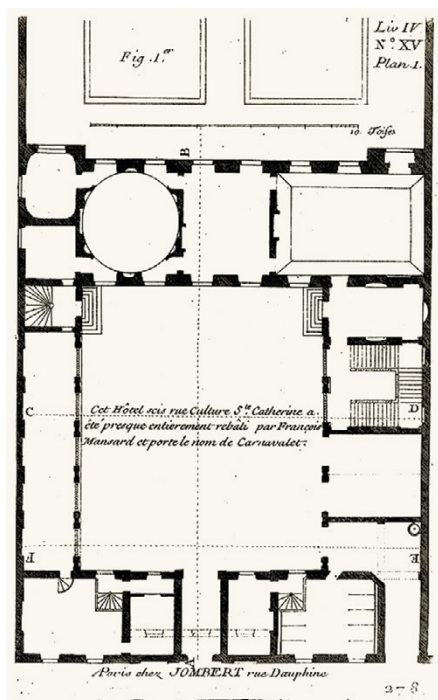 Liv IV
N.º XV
Plan 1.
Fig. 1.er
10 Toises
B
C
D
Cet Hôtel scis rue Culture S.te Catherine a
été presque entierement rebâti par François
Mansard et porte le nom de Carnavalet.
F
E
A
A Paris chez JOMBERT rue Dauphine
278